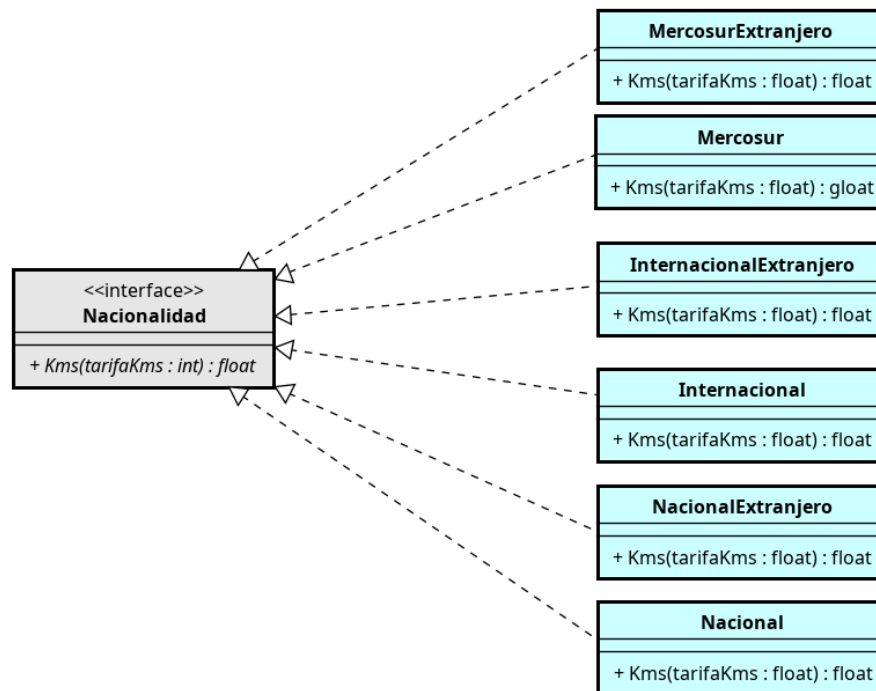 MercosurExtranjero
+ Kms(tarifaKms : float) : float
Mercosur
+ Kms(tarifaKms : float) : gloat
<<interface>>
Nacionalidad
+ Kms(tarifaKms : int) : float
InternacionalExtranjero
+ Kms(tarifaKms : float) : float
Internacional
+ Kms(tarifaKms : float) : float
NacionalExtranjero
+ Kms(tarifaKms : float) : float
Nacional
+ Kms(tarifaKms : float) : float